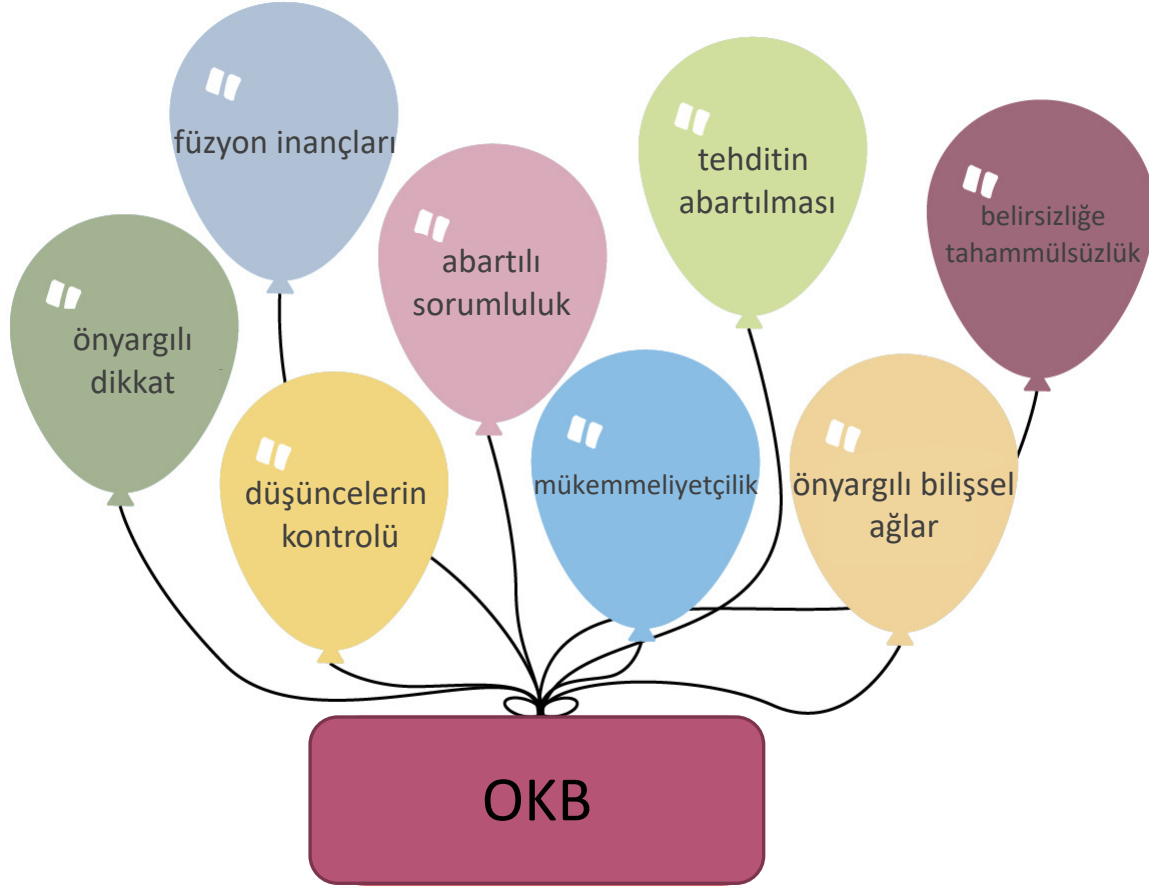 füzyon inançları
tehditin
abartılması
belirsizliğe
tahammülsüzlük
abartılı
sorumluluk
önyargılı
dikkat
düşüncelerin
kontrolü
mükemmeliyetçilik
önyargılı bilişsel
ağlar
OKB